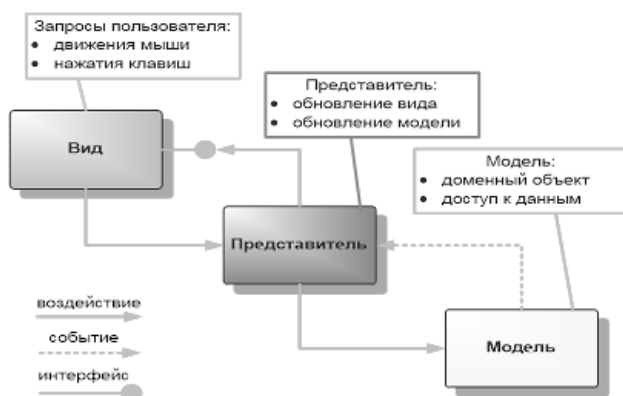 Запросы пользователя:
• движения мыши
• нажатия клавиш
Представитель:
• обновление вида
• обновление модели
Вид
Модель:
• доменный объект
• доступ к данным
Представитель
воздействие
событие
Модель
интерфейс